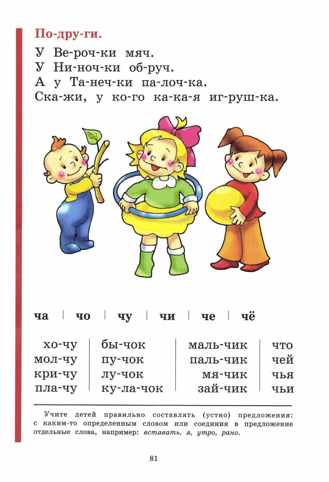 По-дру-ги.
У Ве-роч-ки мяч.
У Ни-ноч-ки об-руч.
А у Та-неч-ки па-лоч-ка.
Ска-жи, у ко-го ка-ка-я иг-руш-ка.
ча | чо | чу | чи | че | чё
хо-чу | бы-чок | маль-чик | что
мол-чу | пу-чок | паль-чик | чей
кри-чу | лу-чок | мя-чик | чья
пла-чу | ку-ла-чок | зай-чик | чьи
Учите детей правильно составлять (устно) предложения:
с каким-то определенным словом или соединия в предложение
отдельные слова, например: вставать, я, утро, рано.
81